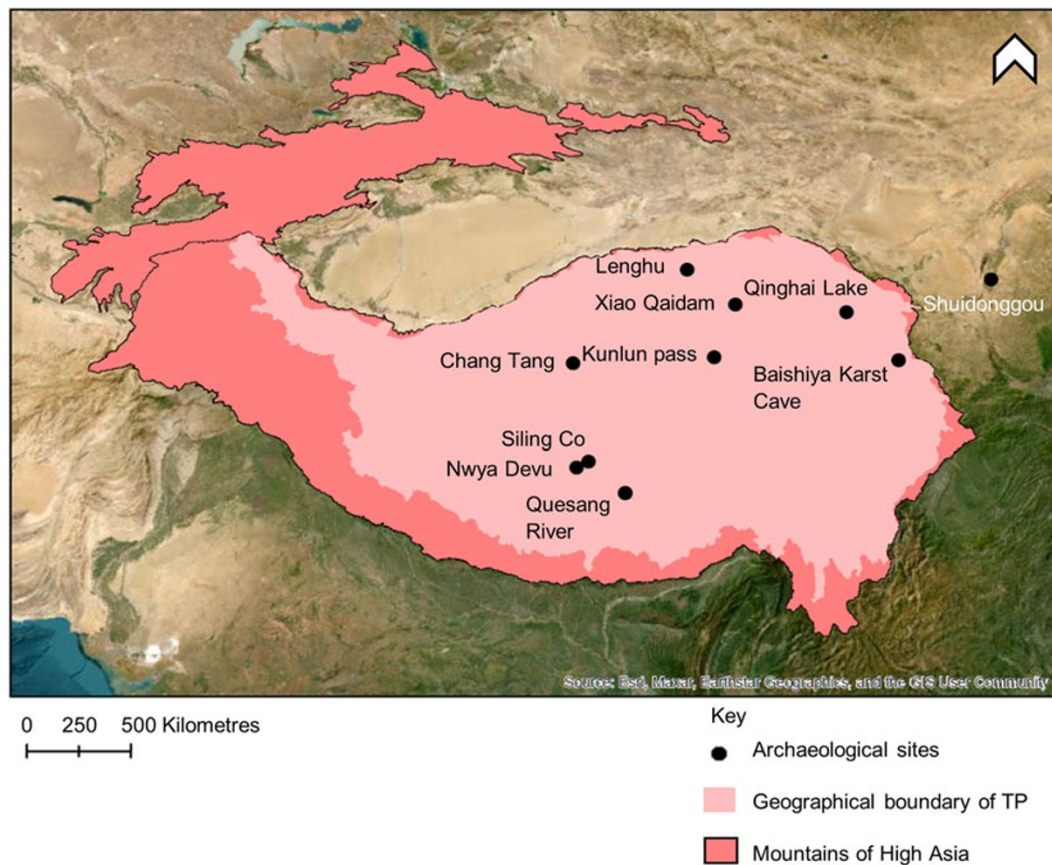 Lenghu
Xiao Qaidam
Qinghai Lake
Shuidonggou
Chang Tang
Kunlun pass
Baishiya Karst
Cave
Siling Co
Nwya Devu
Quesang
River
Source: Esri, Maxar, Earthstar Geographics, and the GIS User Community
0 250 500 Kilometres
Key
Archaeological sites
Geographical boundary of TP
Mountains of High Asia